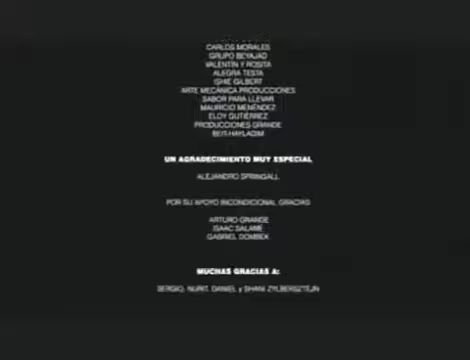 CARLOS MORALES
GRUPO BEYAJAD
VALENTÍN Y ROSITA
ALEGRA TESTA
ISHIE GILBERT
ARTE MECÁNICA PRODUCCIONES
SABOR PARA LLEVAR
MAURICIO MENÉNDEZ
ELOY GUTIÉRREZ
PRODUCCIONES GRANDE
BEIT-HAYLADIM
UN AGRADECIMIENTO MUY ESPECIAL
ALEJANDRO SPRINGALL
POR SU APOYO INCONDICIONAL GRACIAS
ARTURO GRANDE
ISAAC SALAME
GABRIEL DOMBEK
MUCHAS GRACIAS A:
SERGIO, NURIT, DANIEL y SHANI ZYLBERSZTEJN